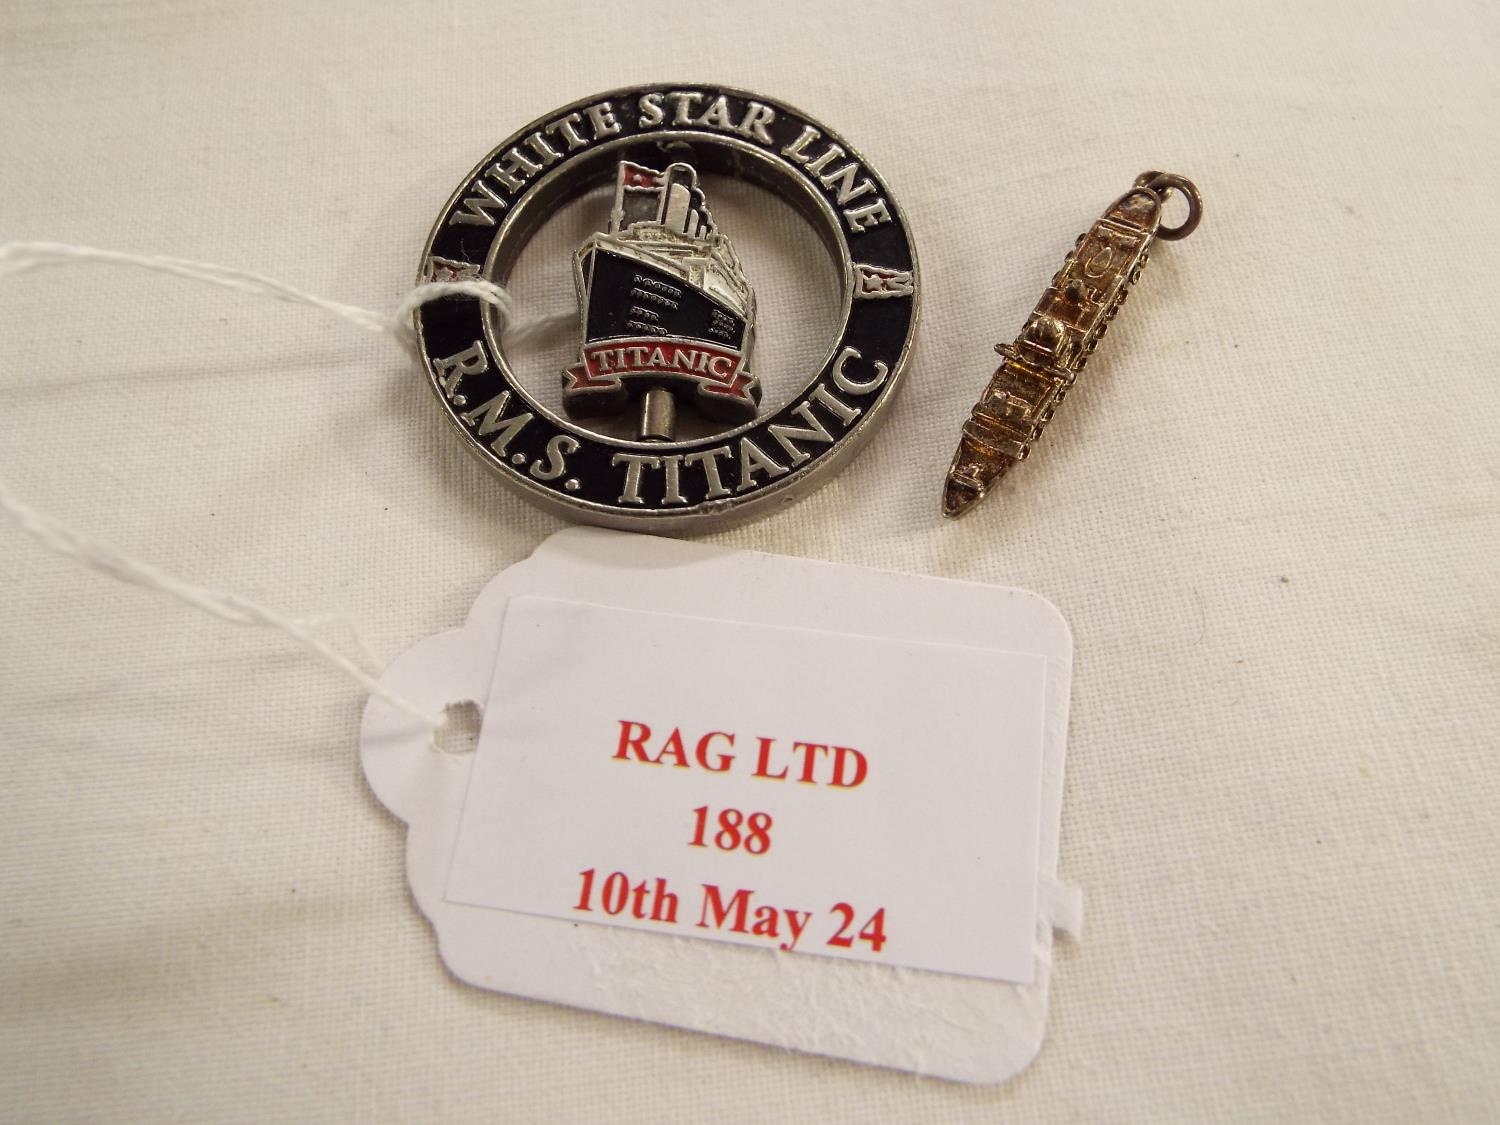 WHITE STAR LINE
TITANIC
R.M.S. TITANIC
RAG LTD
188
10th May 24